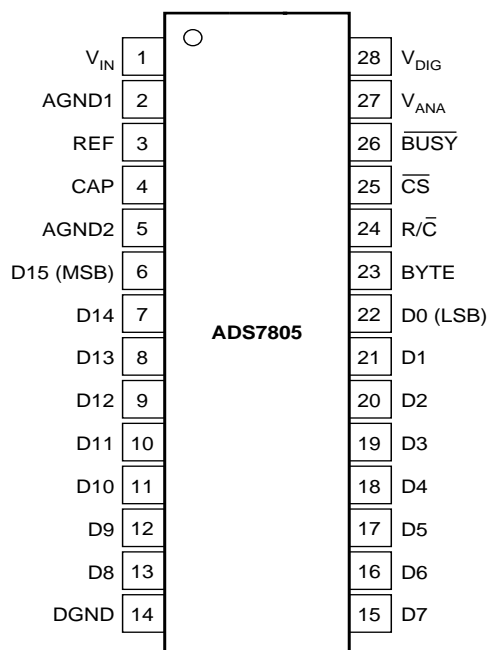 V_IN 1 28 V_DIG
AGND1 2 27 V_ANA
REF 3 26 B̅U̅S̅Y̅
CAP 4 25 C̅S̅
AGND2 5 24 R/C̅
D15 (MSB) 6 23 BYTE
D14 7 22 D0 (LSB)
ADS7805
D13 8 21 D1
D12 9 20 D2
D11 10 19 D3
D10 11 18 D4
D9 12 17 D5
D8 13 16 D6
DGND 14 15 D7